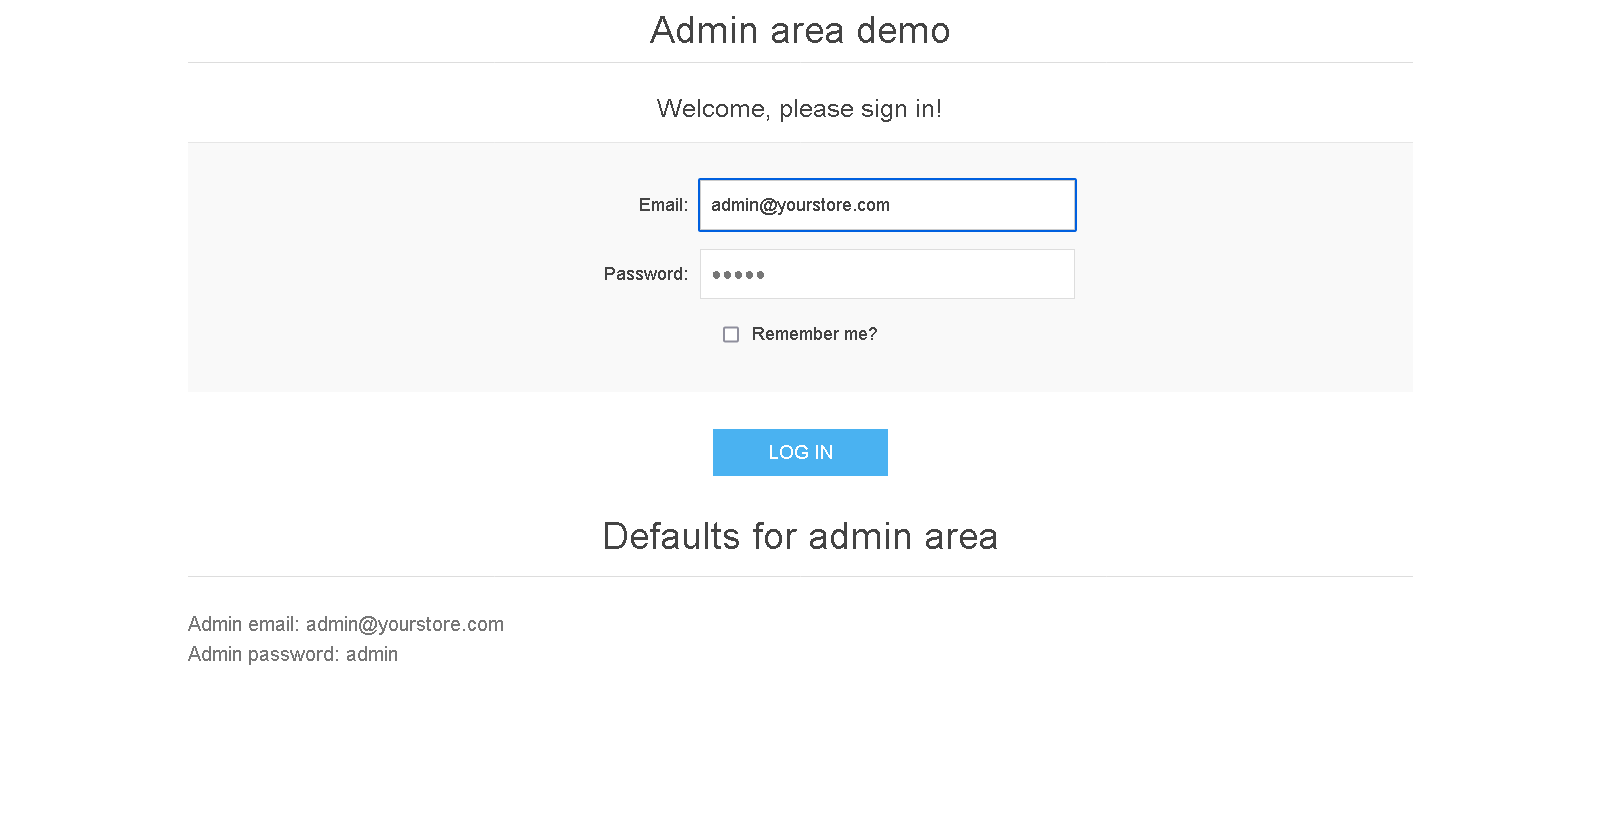 Admin area demo
Welcome, please sign in!
Email: admin@yourstore.com
Password: •••••
Remember me?
LOG IN
Defaults for admin area
Admin email: admin@yourstore.com
Admin password: admin